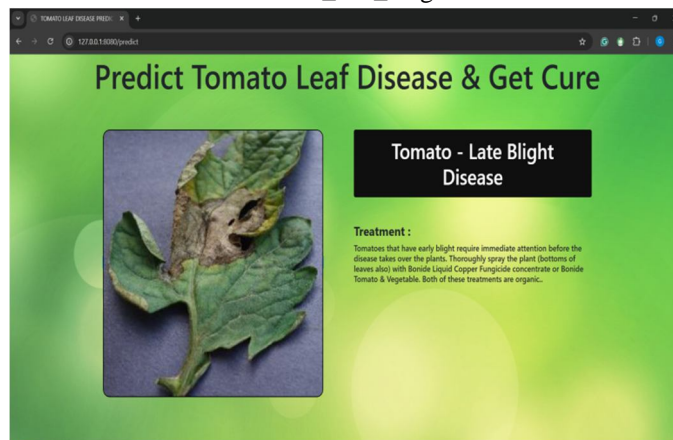 TOMATO LEAF DISEASE PREDIC
127.0.0.1:8080/predict
Predict Tomato Leaf Disease & Get Cure
Tomato - Late Blight
Disease
Treatment :
Tomatoes that have early blight require immediate attention before the
disease takes over the plants. Thoroughly spray the plant (bottoms of
leaves also) with Bonide Liquid Copper Fungicide concentrate or Bonide
Tomato & Vegetable. Both of these treatments are organic..